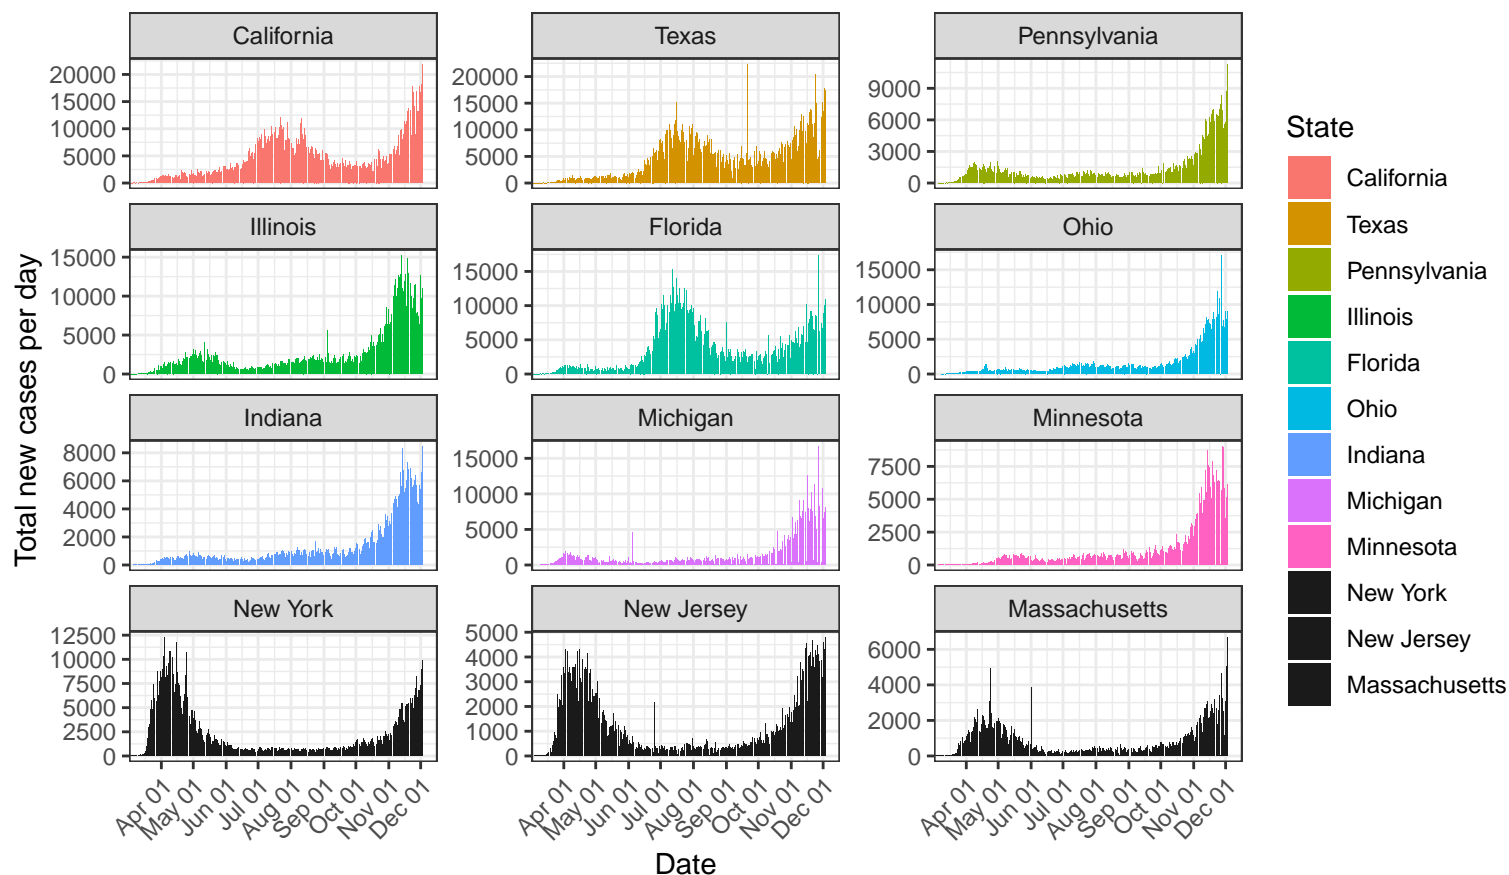 California
Texas
Pennsylvania
20000
15000
10000
5000
0
20000
15000
10000
5000
0
9000
6000
3000
0
Illinois
Florida
Ohio
15000
10000
5000
0
15000
10000
5000
0
15000
10000
5000
0
Indiana
Michigan
Minnesota
8000
6000
4000
2000
0
15000
10000
5000
0
7500
5000
2500
0
New York
New Jersey
Massachusetts
12500
10000
7500
5000
2500
0
5000
4000
3000
2000
1000
0
6000
4000
2000
0
Apr 01
May 01
Jun 01
Jul 01
Aug 01
Sep 01
Oct 01
Nov 01
Dec 01
Apr 01
May 01
Jun 01
Jul 01
Aug 01
Sep 01
Oct 01
Nov 01
Dec 01
Apr 01
May 01
Jun 01
Jul 01
Aug 01
Sep 01
Oct 01
Nov 01
Dec 01
Date
Total new cases per day
State
California
Texas
Pennsylvania
Illinois
Florida
Ohio
Indiana
Michigan
Minnesota
New York
New Jersey
Massachusetts